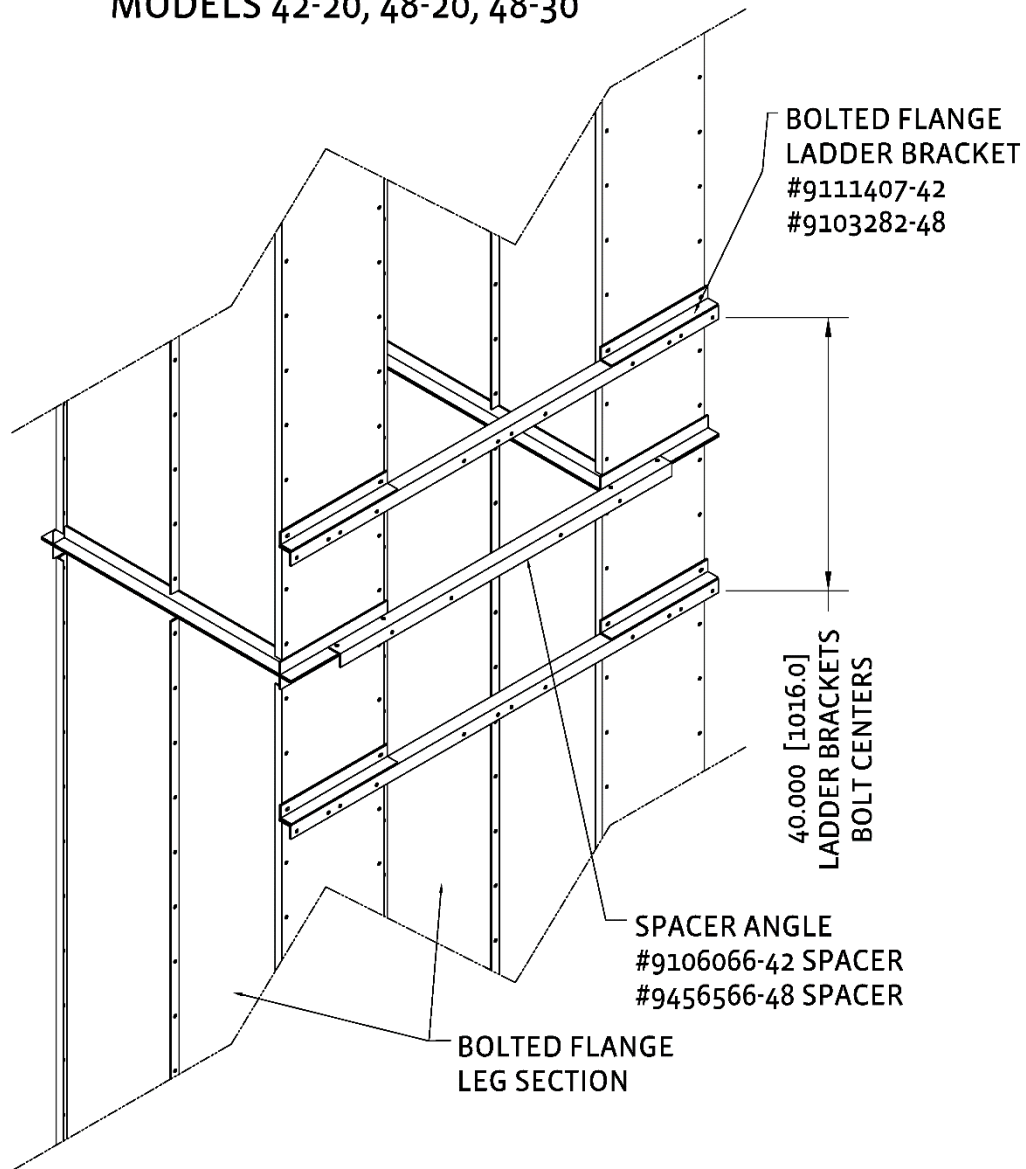 MODELS 42-20, 48-20, 48-30
BOLTED FLANGE
LADDER BRACKET
#9111407-42
#9103282-48
40.000 [1016.0]
LADDER BRACKETS
BOLT CENTERS
SPACER ANGLE
#9106066-42 SPACER
#9456566-48 SPACER
BOLTED FLANGE
LEG SECTION